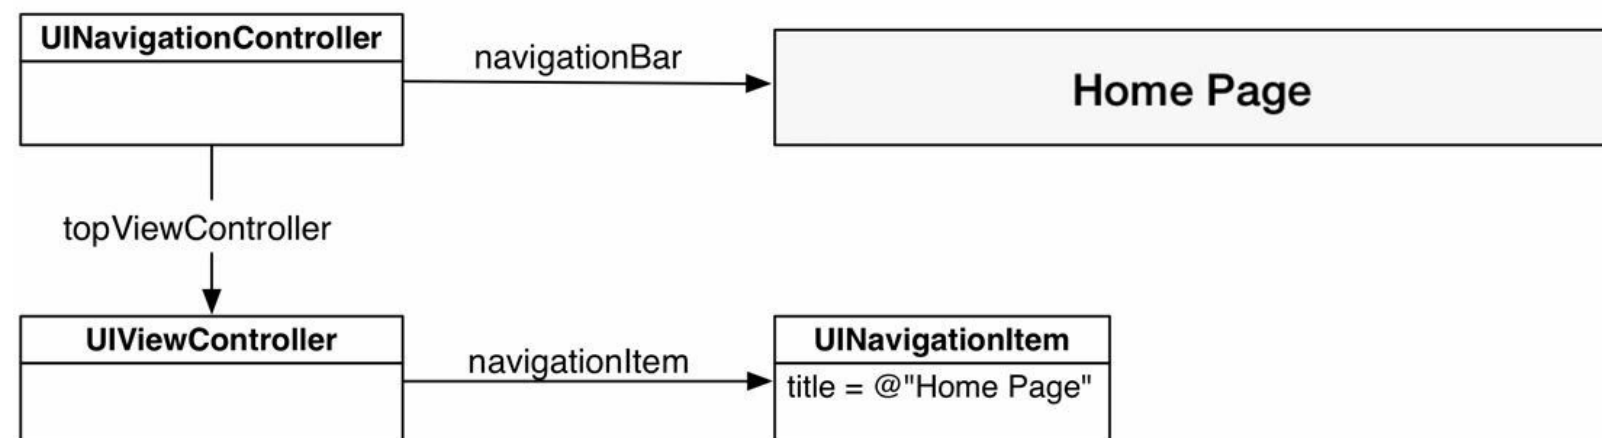 UINavigationController
navigationBar
Home Page
topViewController
UIViewController
navigationItem
UINavigationItem
title = @"Home Page"